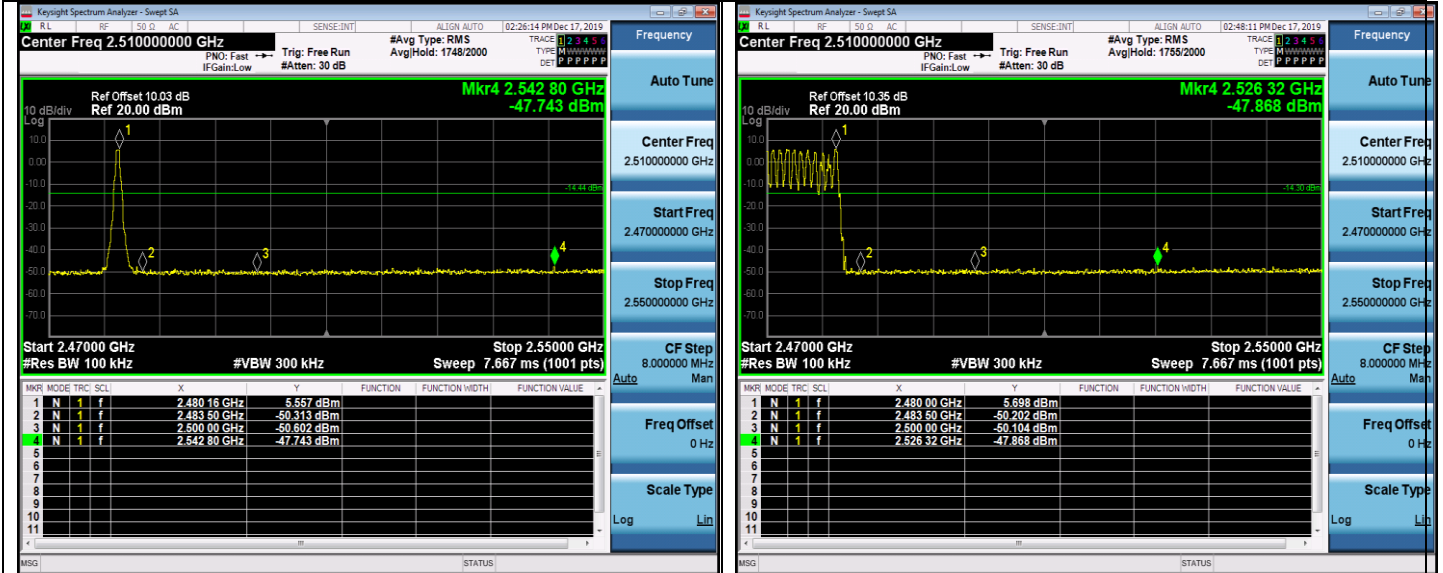 Keysight Spectrum Analyzer - Swept SA
RL RF 50 Ω AC SENSE:INT ALIGN AUTO 02:26:14 PM Dec 17, 2019
Center Freq 2.510000000 GHz
PNO: Fast
IFGain:Low
Trig: Free Run
#Atten: 30 dB
#Avg Type: RMS
Avg|Hold: 1748/2000
TRACE 1 2 3 4 5 6
TYPE M W W W W W
DET P P P P P P
Ref Offset 10.03 dB
10 dB/div Ref 20.00 dBm
Log
Mkr4 2.542 80 GHz
-47.743 dBm
10.0
0.00
-10.0
-20.0
-30.0
-40.0
-50.0
-60.0
-70.0
1
2
3
4
-14.44 dBm
Start 2.47000 GHz Stop 2.55000 GHz
#Res BW 100 kHz #VBW 300 kHz Sweep 7.667 ms (1001 pts)
MKR MODE TRC SCL X Y FUNCTION FUNCTION WIDTH FUNCTION VALUE
1 N 1 f 2.480 16 GHz 5.557 dBm
2 N 1 f 2.483 50 GHz -50.313 dBm
3 N 1 f 2.500 00 GHz -50.602 dBm
4 N 1 f 2.542 80 GHz -47.743 dBm
5
6
7
8
9
10
11
MSG STATUS
Frequency
Auto Tune
Center Freq
2.510000000 GHz
Start Freq
2.470000000 GHz
Stop Freq
2.550000000 GHz
CF Step
8.000000 MHz
Auto Man
Freq Offset
0 Hz
Scale Type
Log Lin
Keysight Spectrum Analyzer - Swept SA
RL RF 50 Ω AC SENSE:INT ALIGN AUTO 02:48:11 PM Dec 17, 2019
Center Freq 2.510000000 GHz
PNO: Fast
IFGain:Low
Trig: Free Run
#Atten: 30 dB
#Avg Type: RMS
Avg|Hold: 1755/2000
TRACE 1 2 3 4 5 6
TYPE M W W W W W
DET P P P P P P
Ref Offset 10.35 dB
10 dB/div Ref 20.00 dBm
Log
Mkr4 2.526 32 GHz
-47.868 dBm
10.0
0.00
-10.0
-20.0
-30.0
-40.0
-50.0
-60.0
-70.0
1
2
3
4
-14.30 dBm
Start 2.47000 GHz Stop 2.55000 GHz
#Res BW 100 kHz #VBW 300 kHz Sweep 7.667 ms (1001 pts)
MKR MODE TRC SCL X Y FUNCTION FUNCTION WIDTH FUNCTION VALUE
1 N 1 f 2.480 00 GHz 5.698 dBm
2 N 1 f 2.483 50 GHz -50.202 dBm
3 N 1 f 2.500 00 GHz -50.104 dBm
4 N 1 f 2.526 32 GHz -47.868 dBm
5
6
7
8
9
10
11
MSG STATUS
Frequency
Auto Tune
Center Freq
2.510000000 GHz
Start Freq
2.470000000 GHz
Stop Freq
2.550000000 GHz
CF Step
8.000000 MHz
Auto Man
Freq Offset
0 Hz
Scale Type
Log Lin